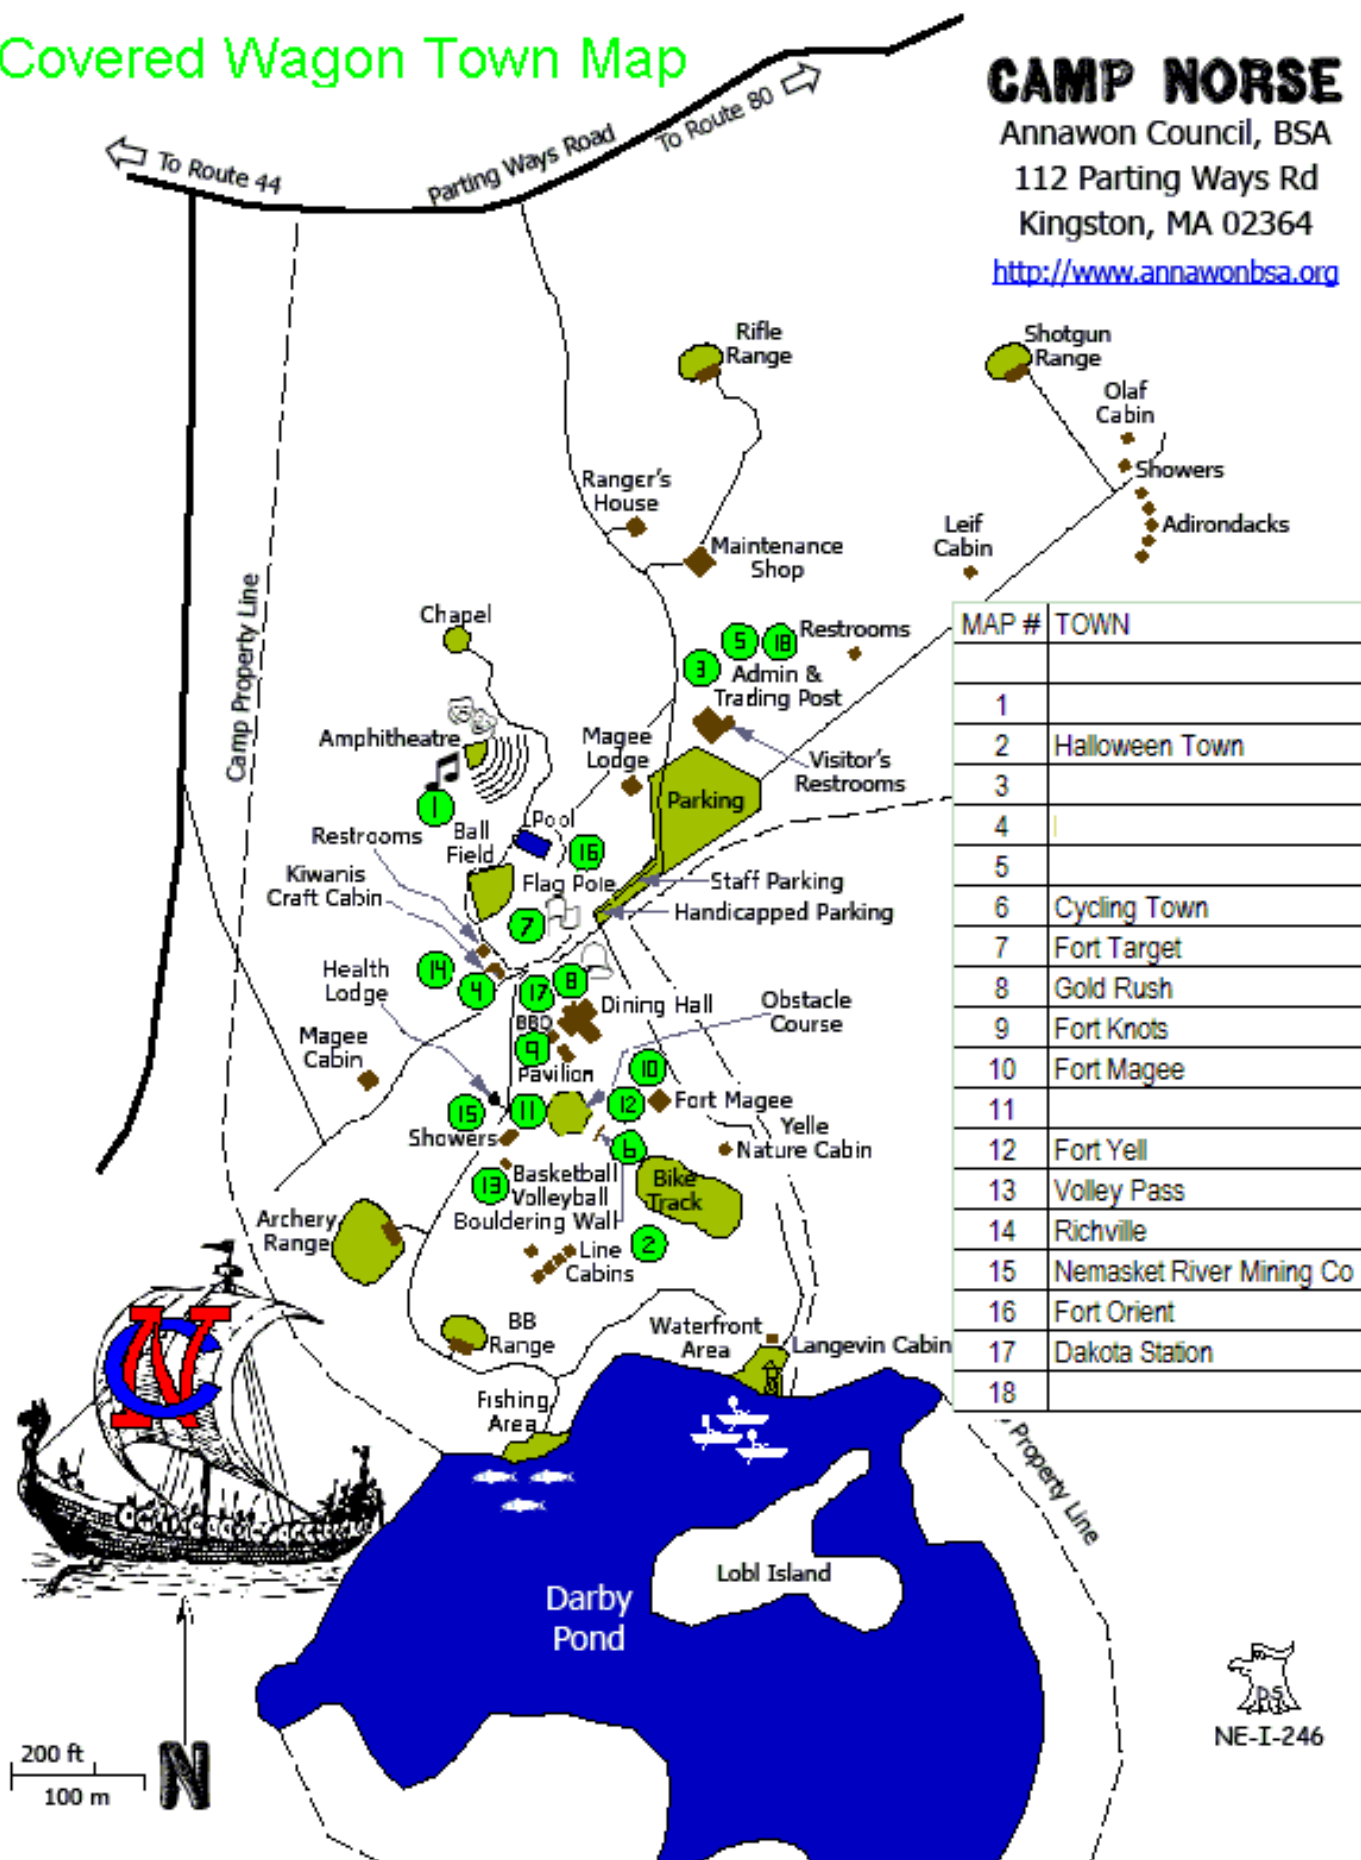 Covered Wagon Town Map
CAMP NORSE
Annawon Council, BSA
112 Parting Ways Rd
Kingston, MA 02364
http://www.annawonbsa.org
To Route 80
Parting Ways Road
To Route 44
Rifle
Range
Shotgun
Range
Olaf
Cabin
Showers
Adirondacks
Ranger's
House
Leif
Cabin
Maintenance
Shop
Camp Property Line
Chapel
5
18
Restrooms
3
Admin &
Trading Post
Amphitheatre
Magee
Lodge
Visitor's
Restrooms
Parking
1
Ball
Field
Pool
16
Restrooms
Kiwanis
Craft Cabin
Flag Pole
Staff Parking
Handicapped Parking
7
Health
Lodge
14
4
17
8
Dining Hall
Obstacle
Course
BBQ
Magee
Cabin
9
Pavilion
10
15
11
12
Fort Magee
Showers
6
Yelle
Nature Cabin
13
Basketball
Volleyball
Bouldering Wall
Bike
Track
Archery
Range
2
Line
Cabins
BB
Range
Waterfront
Area
Langevin Cabin
Fishing
Area
Property Line
NC
Lobl Island
Darby
Pond
200 ft
100 m
N
DS
NE-I-246
MAP # TOWN
1
2 Halloween Town
3
4
5
6 Cycling Town
7 Fort Target
8 Gold Rush
9 Fort Knots
10 Fort Magee
11
12 Fort Yell
13 Volley Pass
14 Richville
15 Nemasket River Mining Co
16 Fort Orient
17 Dakota Station
18